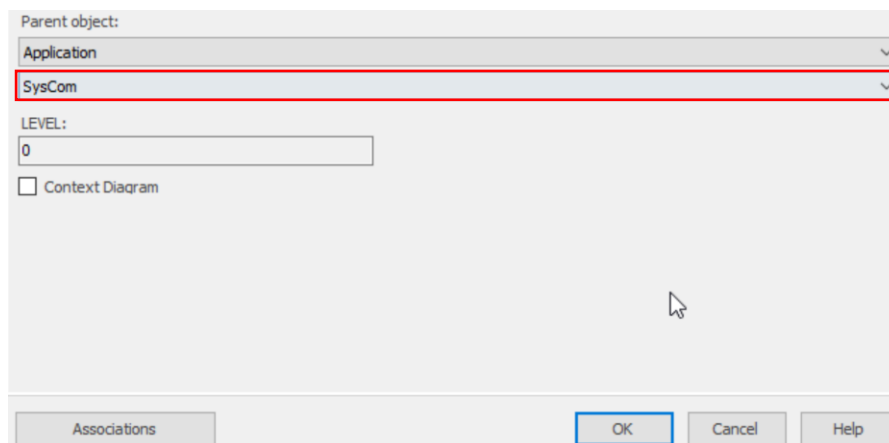 Parent object:
Application
SysCom
LEVEL:
0
Context Diagram
Associations
OK
Cancel
Help